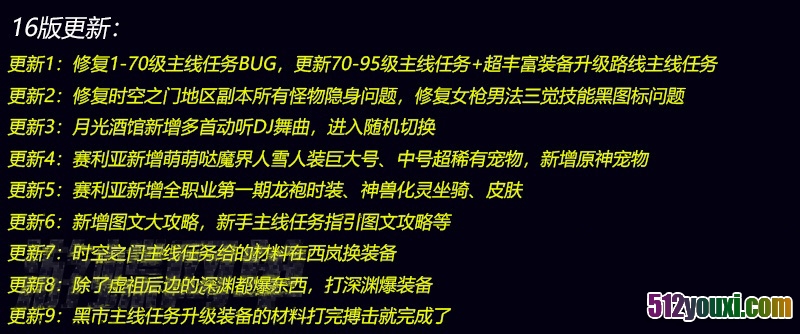 16版更新：
更新1：修复1-70级主线任务BUG，更新70-95级主线任务+超丰富装备升级路线主线任务
更新2：修复时空之门地区副本所有怪物隐身问题，修复女枪男法三觉技能黑图标问题
更新3：月光酒馆新增多首动听DJ舞曲，进入随机切换
更新4：赛利亚新增萌萌哒魔界人雪人装巨大号、中号超稀有宠物，新增原神宠物
更新5：赛利亚新增全职业第一期龙袍时装、神兽化灵坐骑、皮肤
更新6：新增图文大攻略，新手主线任务指引图文攻略等
更新7：时空之门主线任务给的材料在西岚换装备
更新8：除了虚祖后边的深渊都爆东西，打深渊爆装备
更新9：黑市主线任务升级装备的材料打完搏击就完成了
512youxi.com